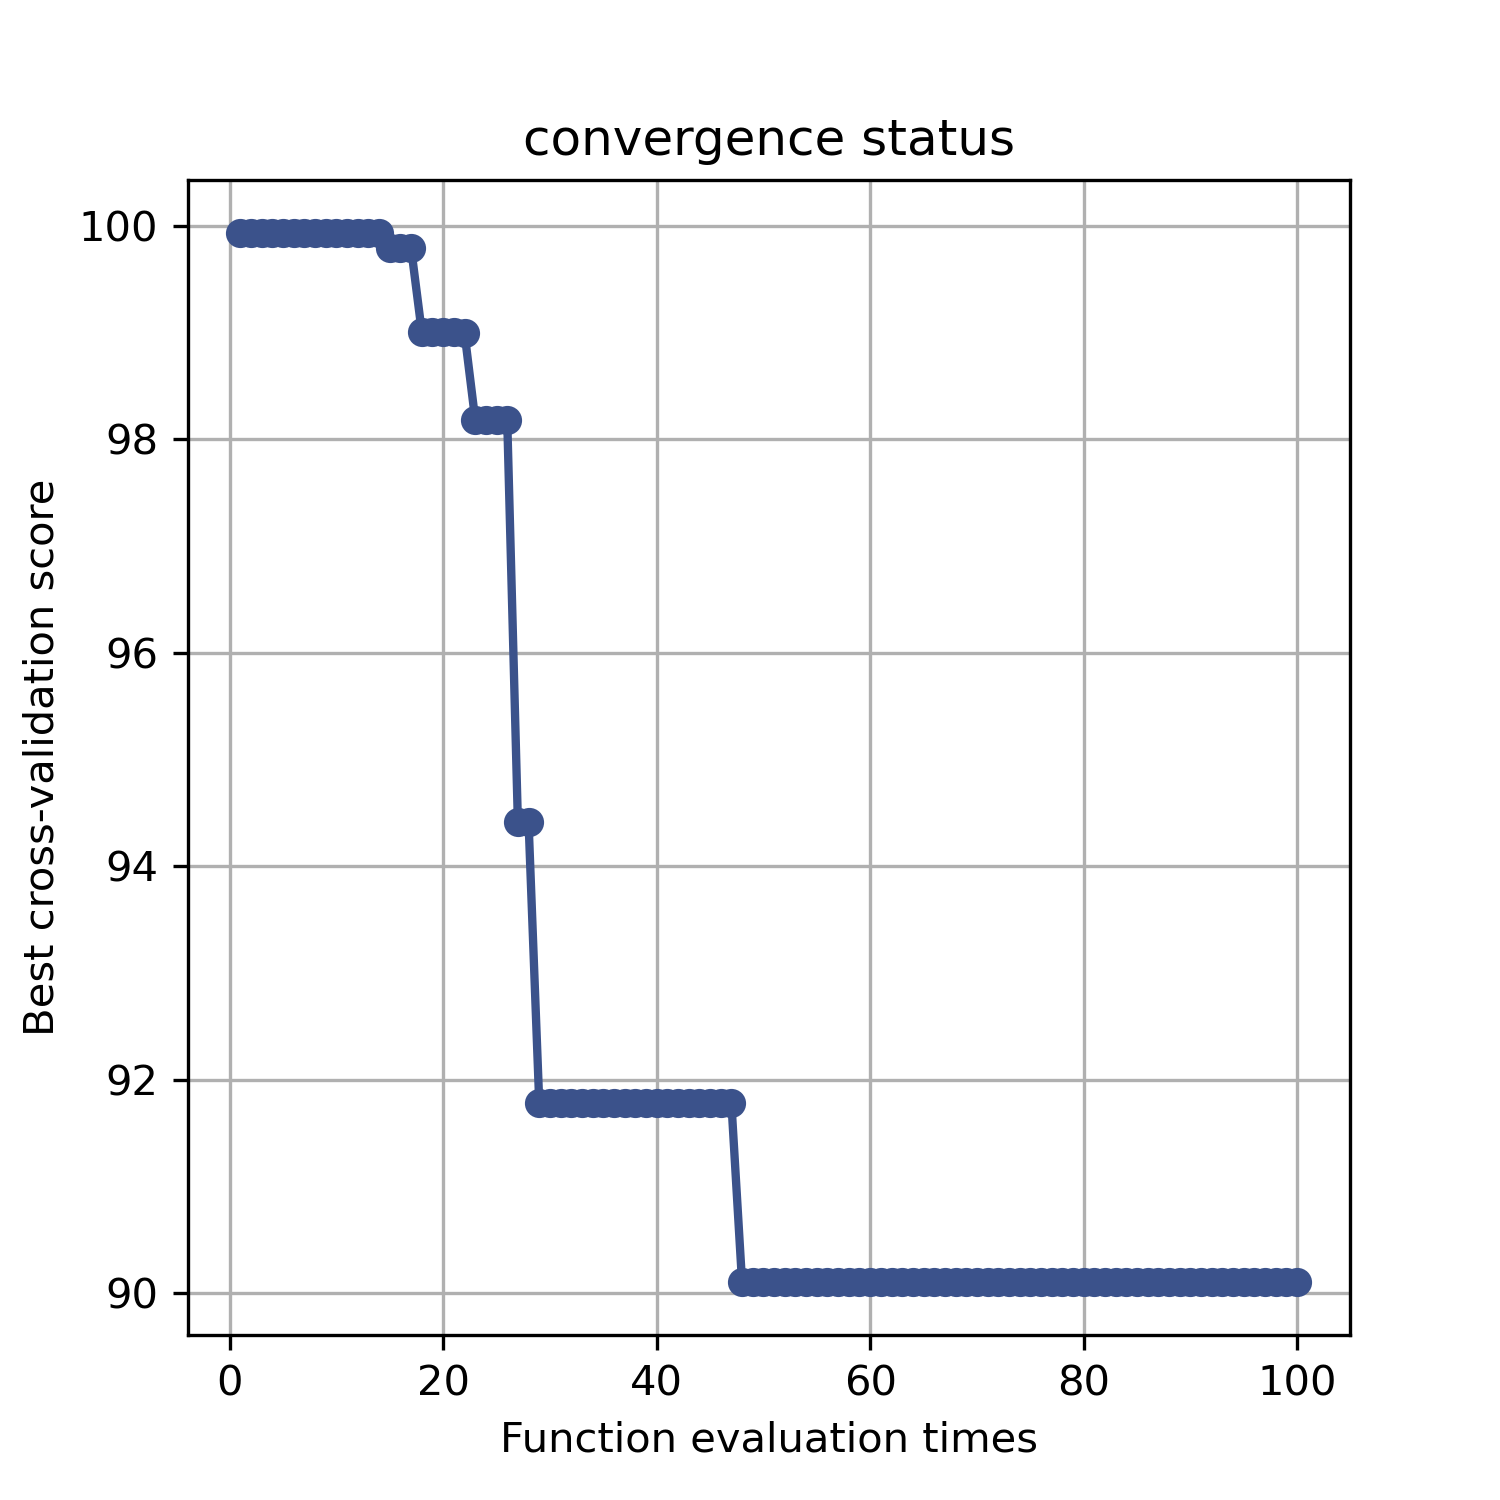 convergence status
100
98
96
94
92
90
Best cross-validation score
0 20 40 60 80 100
Function evaluation times